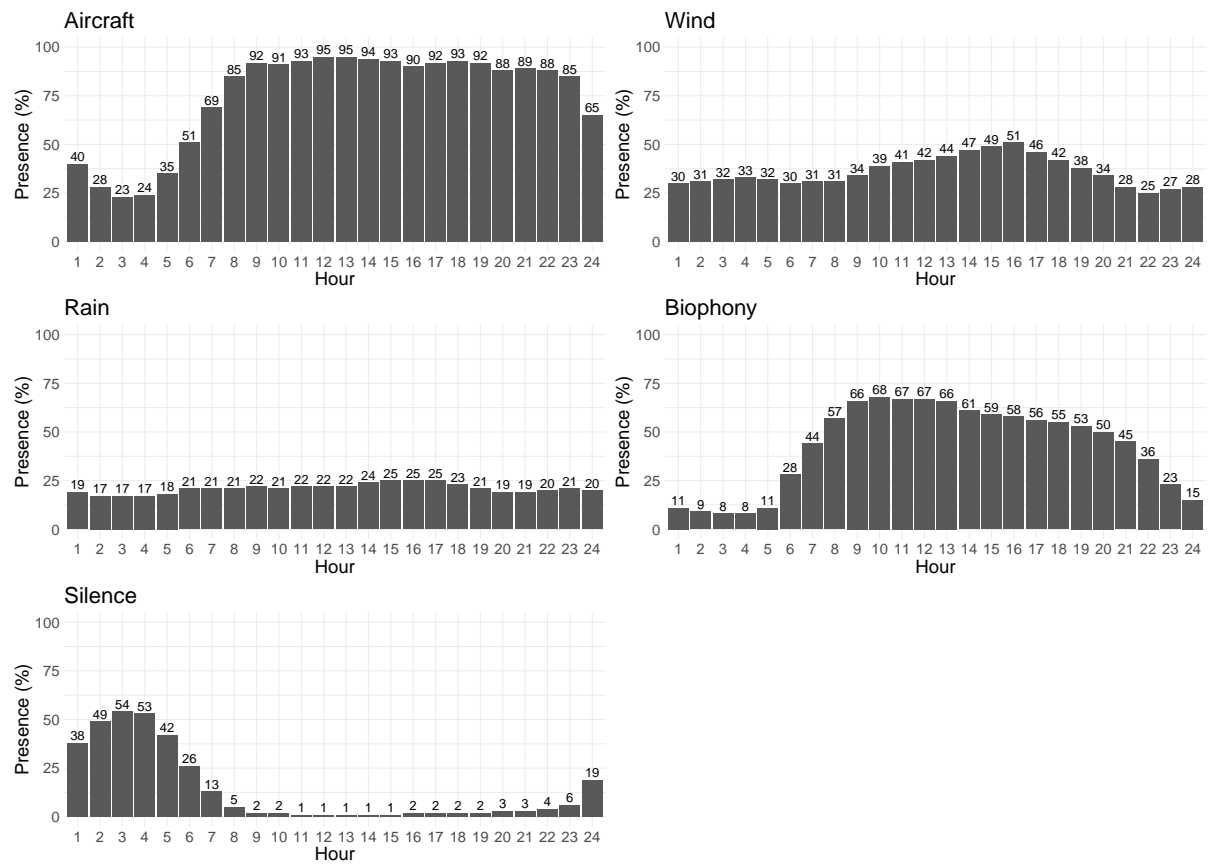 Aircraft
Presence (%)
100
75
50
25
0
40 28 23 24 35 51 69 85 92 91 93 95 95 94 93 90 92 93 92 88 89 88 85 65
1 2 3 4 5 6 7 8 9 10 11 12 13 14 15 16 17 18 19 20 21 22 23 24
Hour
Wind
Presence (%)
100
75
50
25
0
30 31 32 33 32 30 31 31 34 39 41 42 44 47 49 51 46 42 38 34 28 25 27 28
1 2 3 4 5 6 7 8 9 10 11 12 13 14 15 16 17 18 19 20 21 22 23 24
Hour
Rain
Presence (%)
100
75
50
25
0
19 17 17 17 18 21 21 21 22 21 22 22 22 24 25 25 25 23 21 19 19 20 21 20
1 2 3 4 5 6 7 8 9 10 11 12 13 14 15 16 17 18 19 20 21 22 23 24
Hour
Biophony
Presence (%)
100
75
50
25
0
11 9 8 8 11 28 44 57 66 68 67 67 66 61 59 58 56 55 53 50 45 36 23 15
1 2 3 4 5 6 7 8 9 10 11 12 13 14 15 16 17 18 19 20 21 22 23 24
Hour
Silence
Presence (%)
100
75
50
25
0
38 49 54 53 42 26 13 5 2 2 1 1 1 1 1 2 2 2 2 3 3 4 6 19
1 2 3 4 5 6 7 8 9 10 11 12 13 14 15 16 17 18 19 20 21 22 23 24
Hour